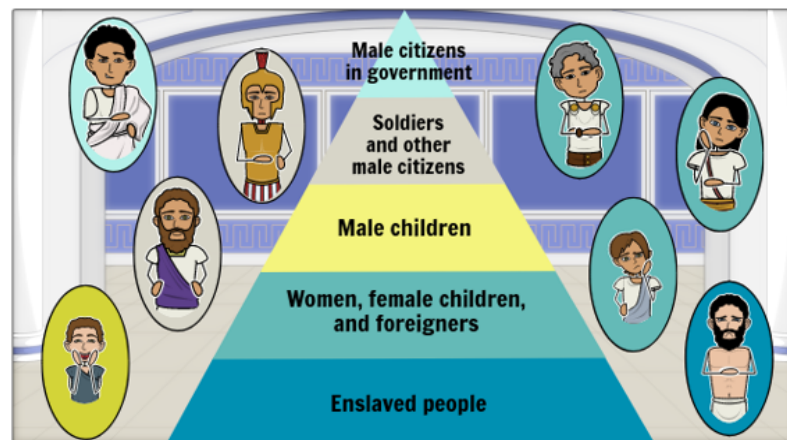 Male citizens
in government
Soldiers
and other
male citizens
Male children
Women, female children,
and foreigners
Enslaved people